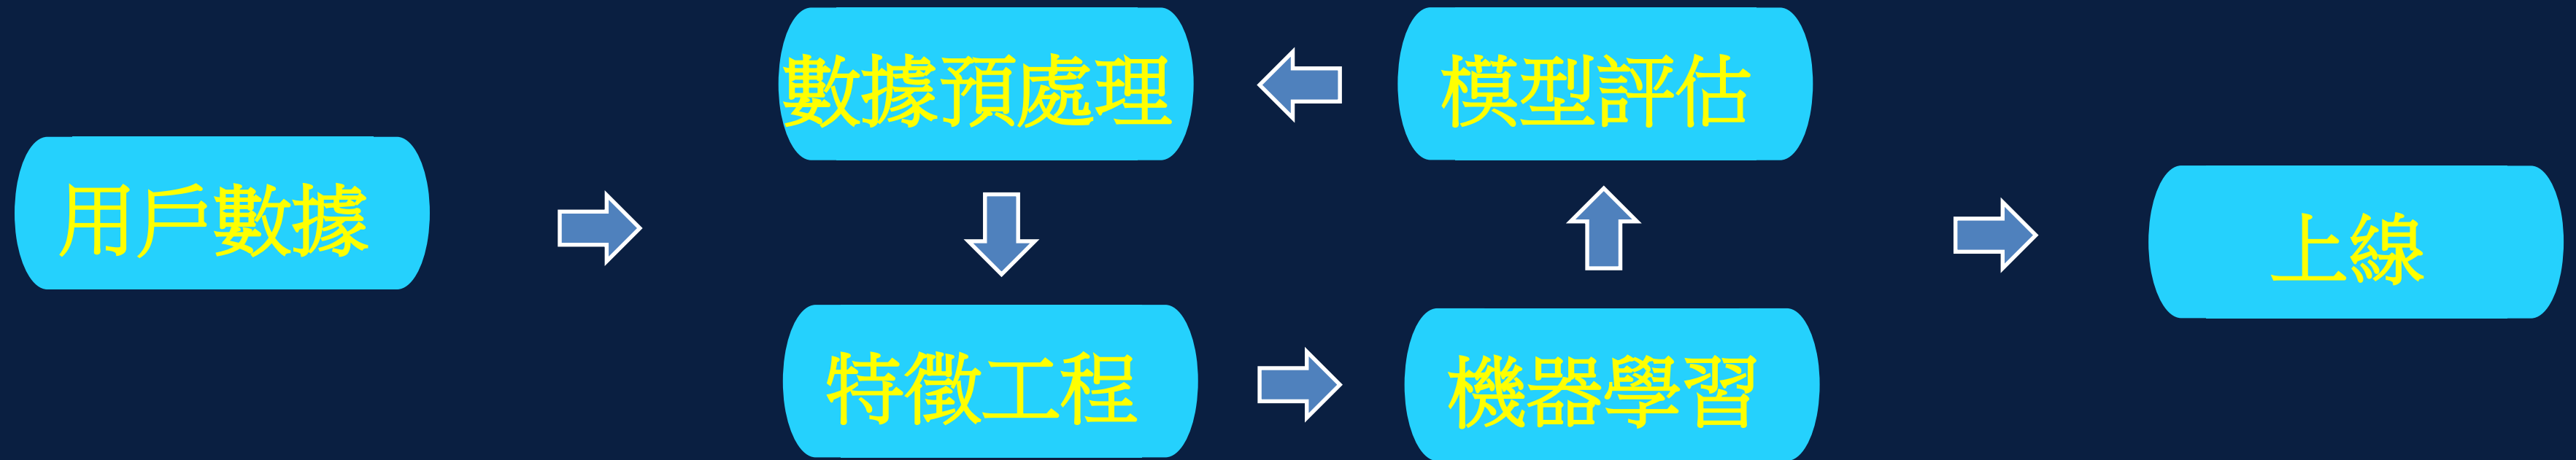 用戶數據
數據預處理
模型評估
特徵工程
機器學習
上線